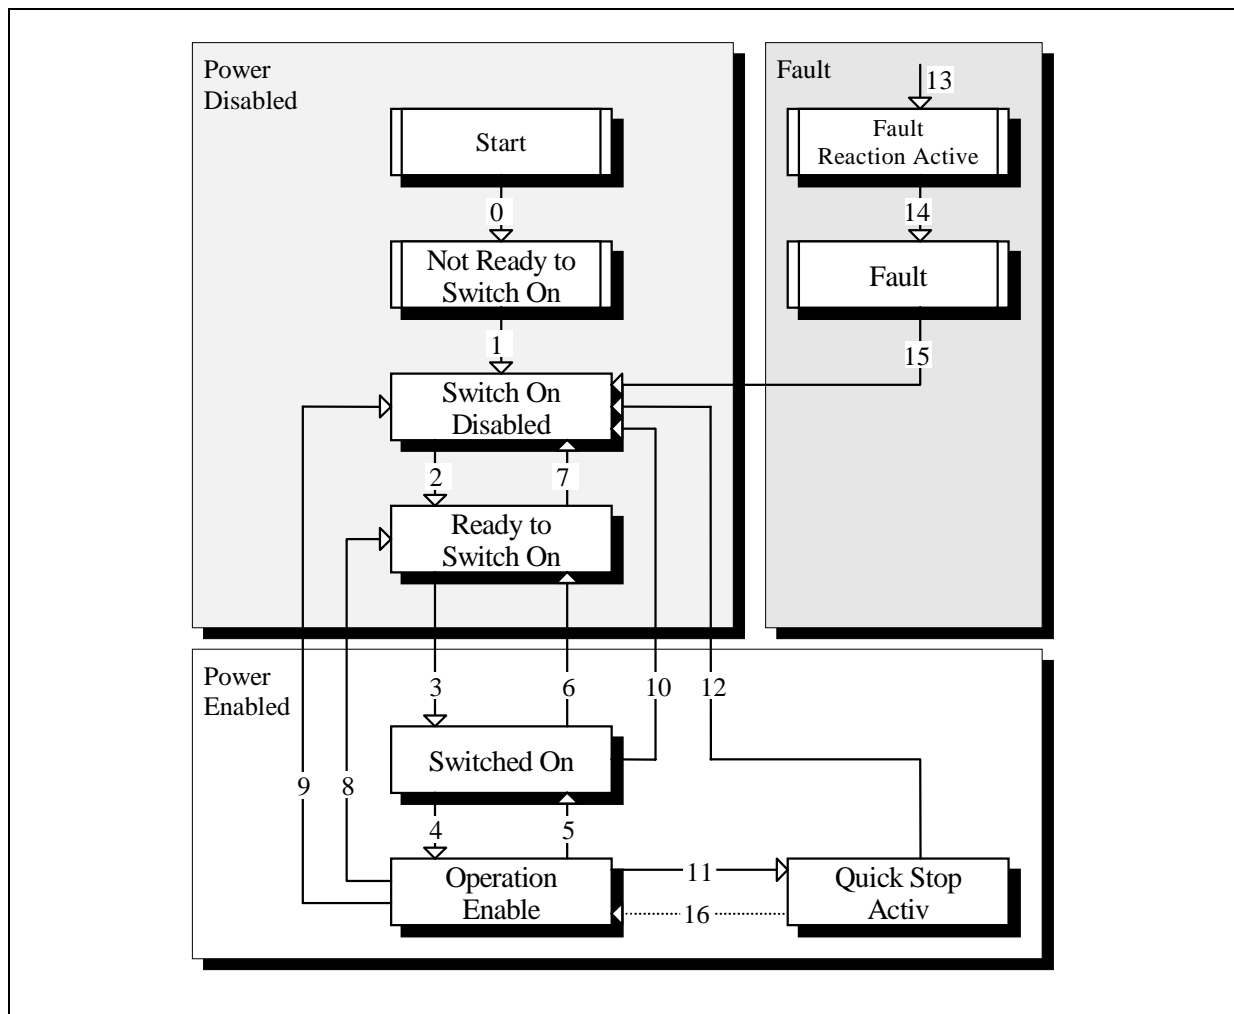 Power
Disabled
Start
0
Not Ready to
Switch On
1
Switch On
Disabled
2
7
Ready to
Switch On
Fault
13
Fault
Reaction Active
14
Fault
15
Power
Enabled
3
6
10
12
Switched On
9
8
4
5
Operation
Enable
11
16
Quick Stop
Activ